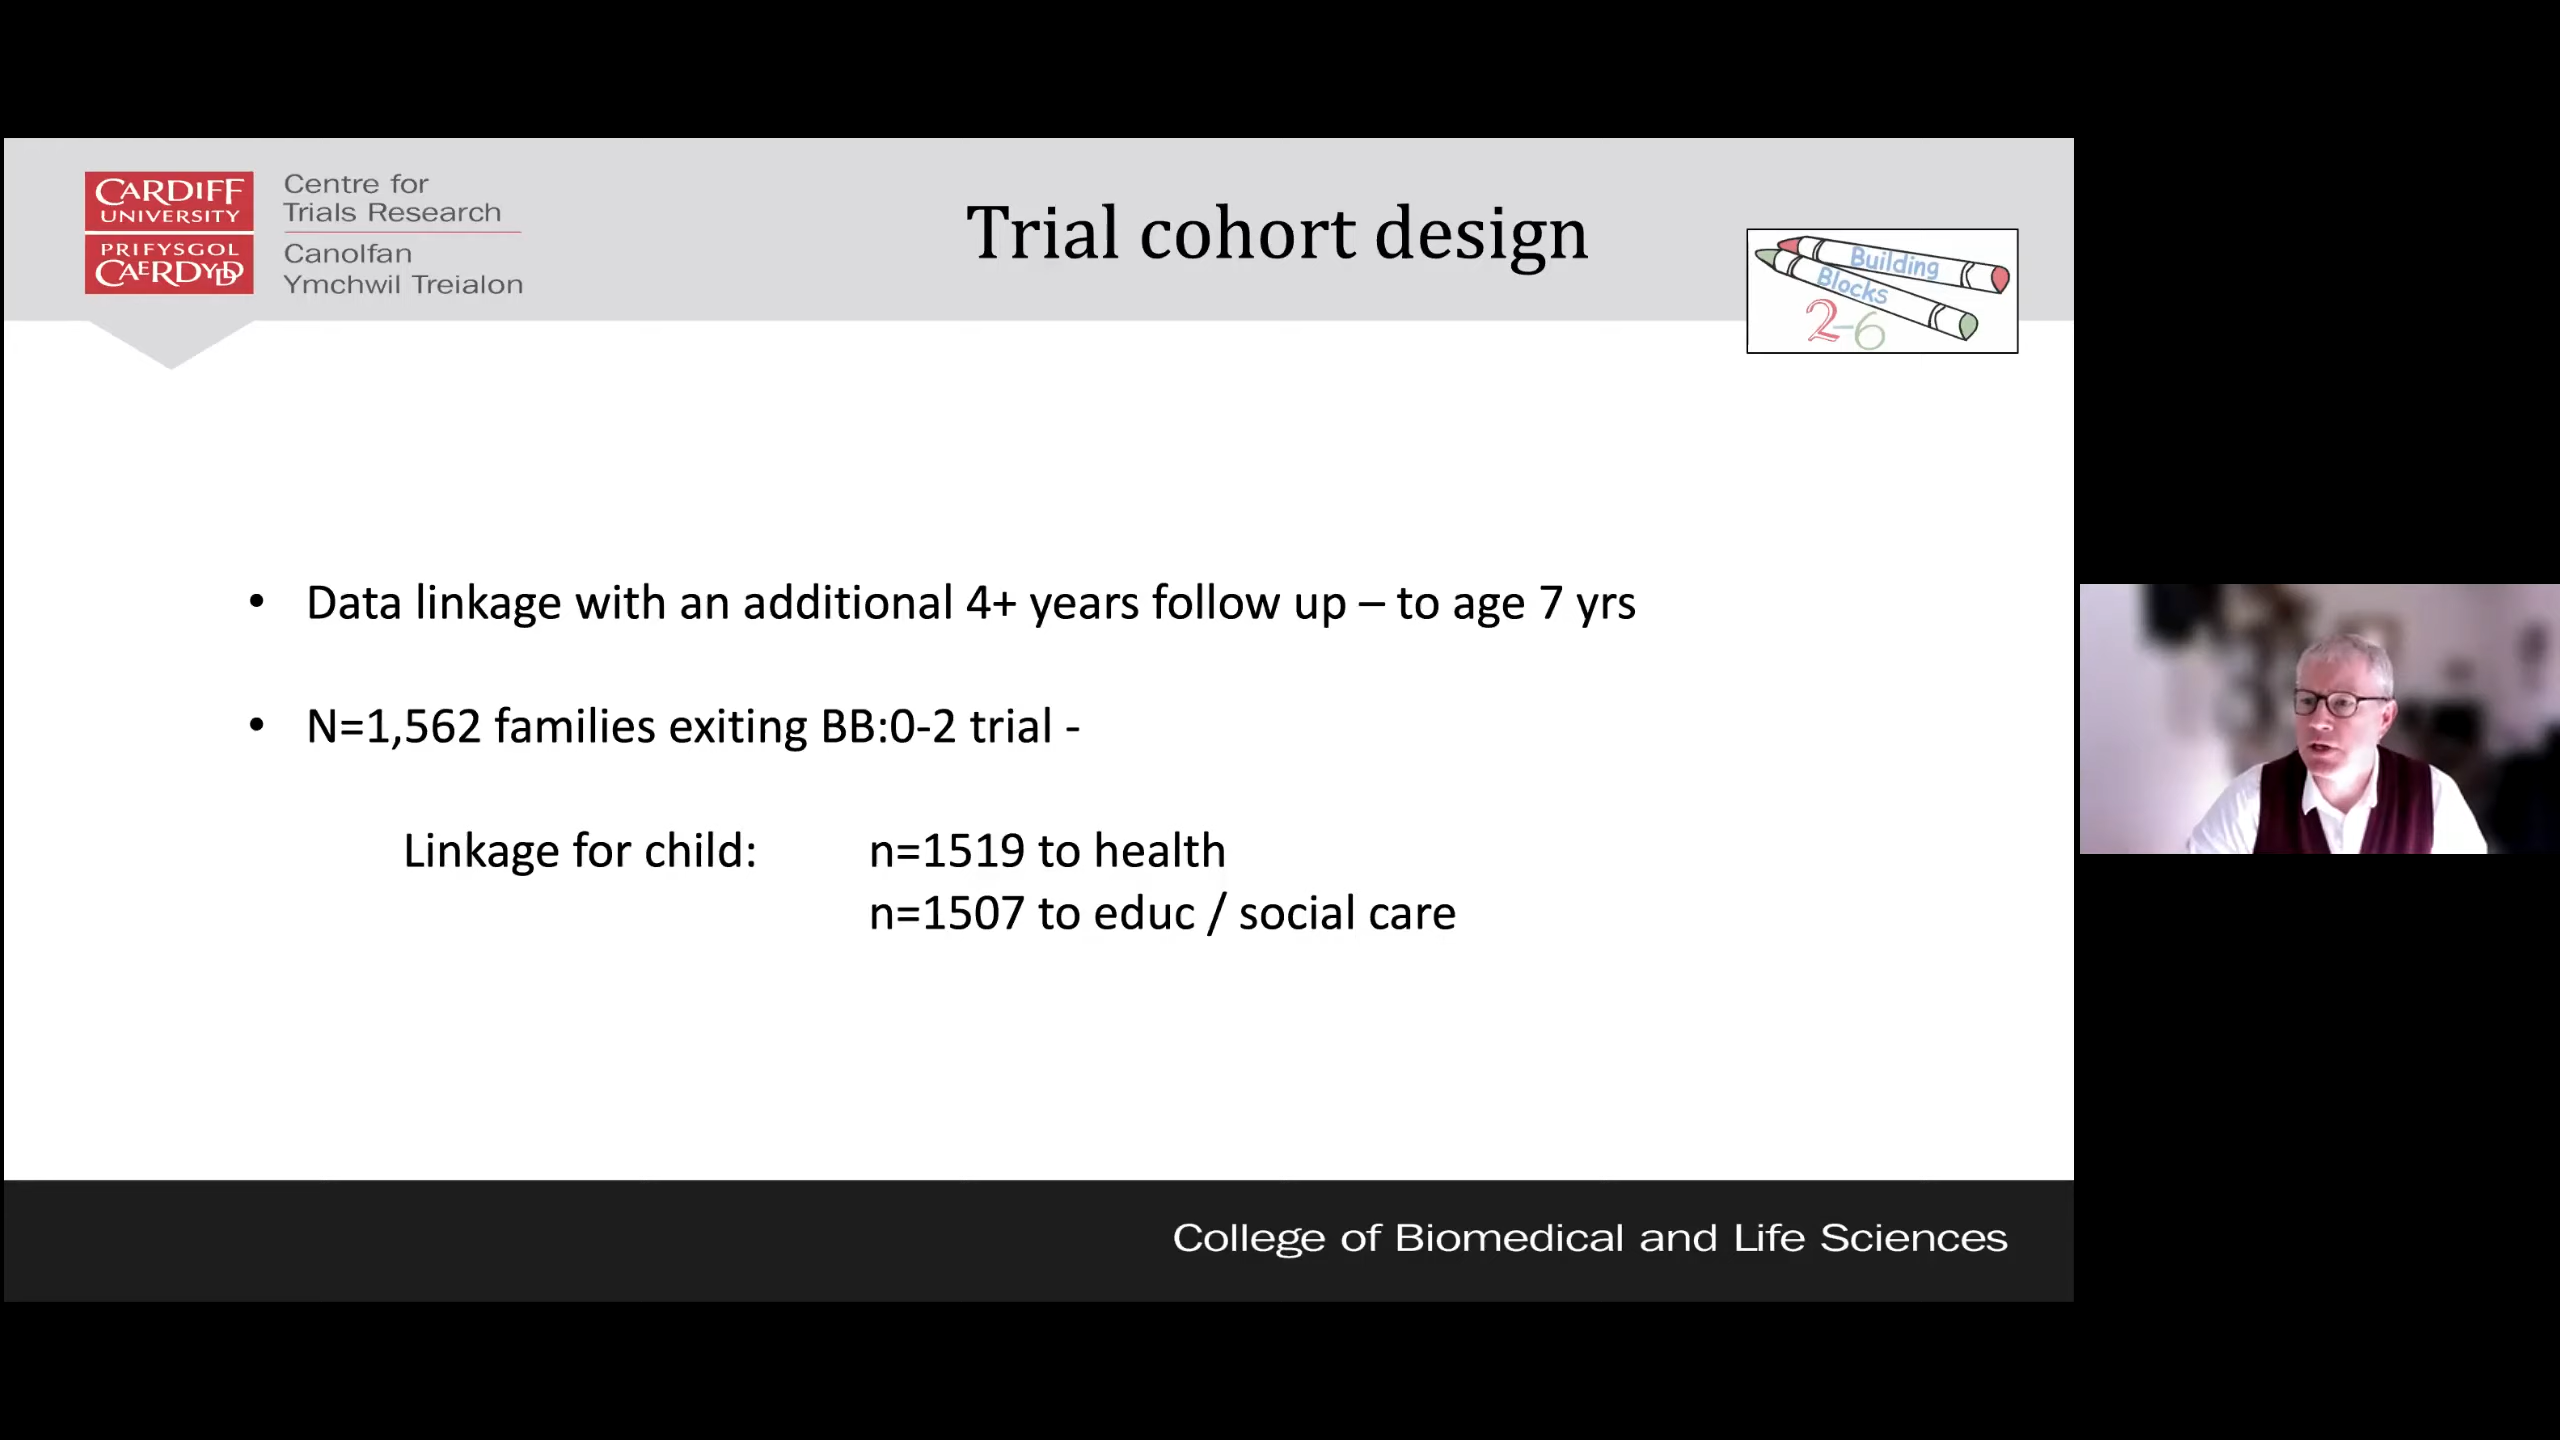 CARDIFF
UNIVERSITY
PRIFYSGOL
CAERDYDD
Centre for
Trials Research
Canolfan
Ymchwil Treialon
Trial cohort design
Building
Blocks
2-6
• Data linkage with an additional 4+ years follow up – to age 7 yrs
• N=1,562 families exiting BB:0-2 trial -
Linkage for child: n=1519 to health
n=1507 to educ / social care
College of Biomedical and Life Sciences